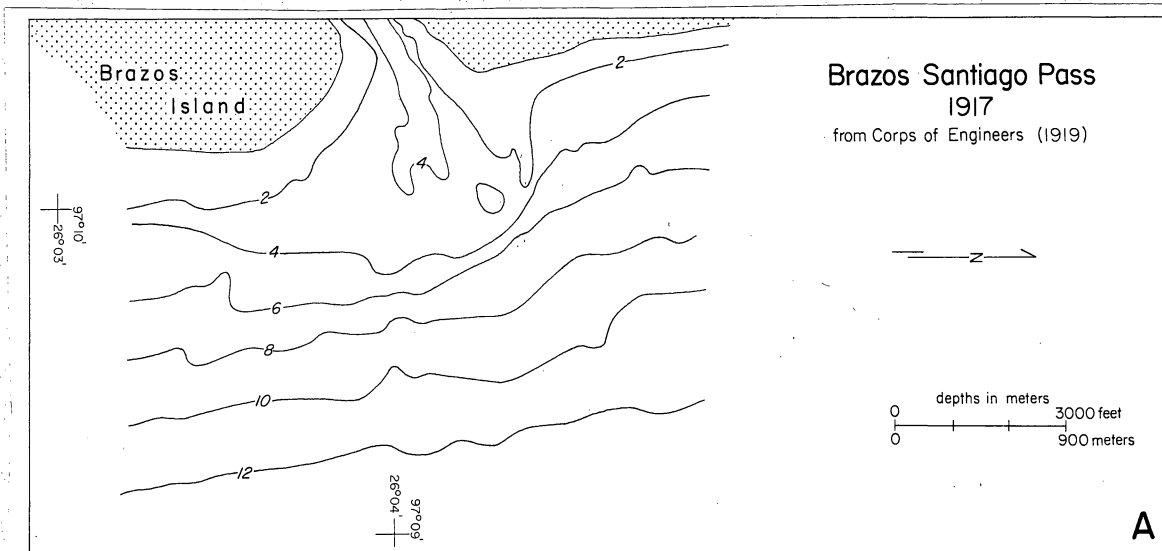 Brazos
Island
Brazos Santiago Pass
1917
from Corps of Engineers (1919)
2
2
4
97°10'
26°03'
4
6
8
10
12
N
depths in meters
0 3000 feet
0 900 meters
26°04'
97°09'
A